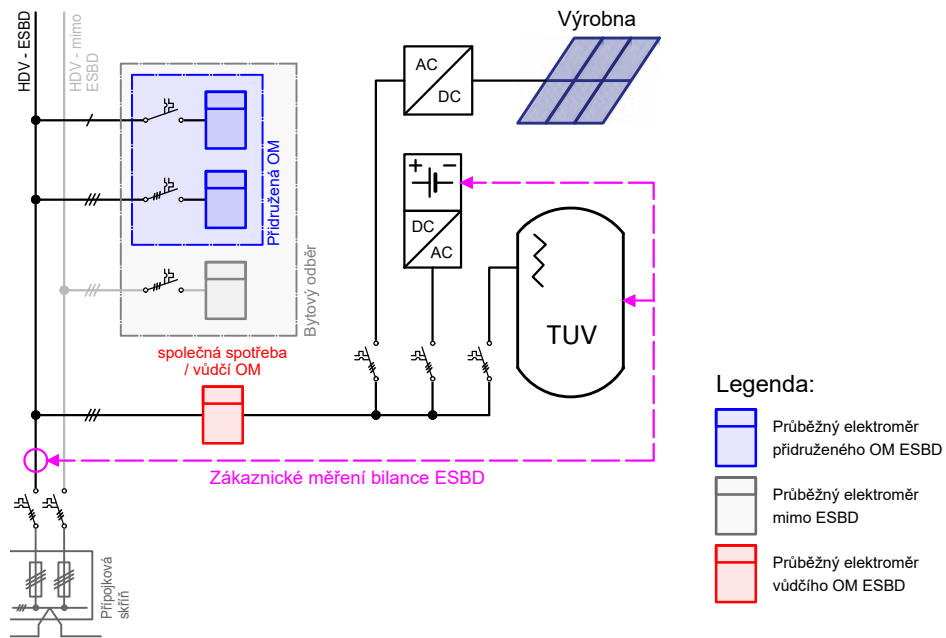 HDV - ESBD
HDV - mimo
ESBD
Přidružená OM
Bytový odběr
Výrobna
AC
DC
+ −
DC
AC
TUV
společná spotřeba
/ vůdčí OM
Zákaznické měření bilance ESBD
Přípojková
skříň
Legenda:
Průběžný elektroměr
přidruženého OM ESBD
Průběžný elektroměr
mimo ESBD
Průběžný elektroměr
vůdčího OM ESBD